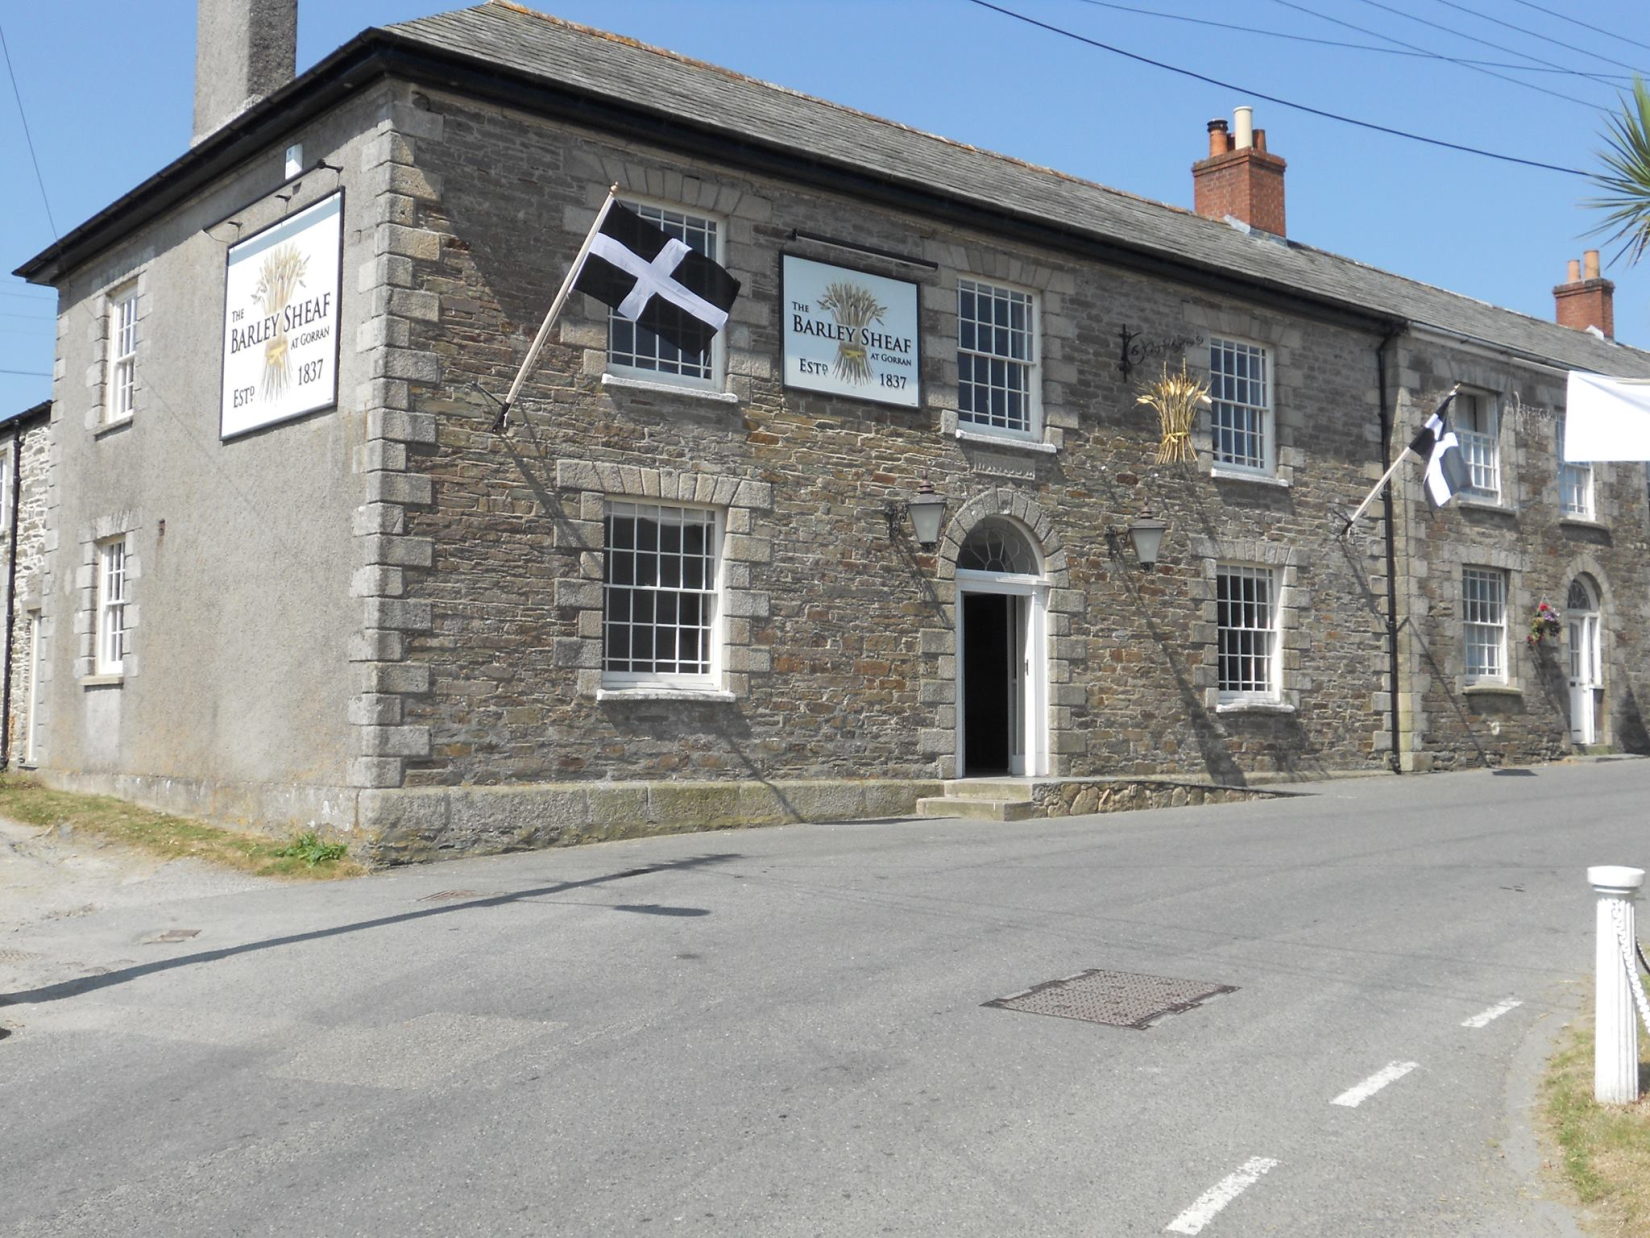 THE
BARLEY SHEAF
AT GORRAN
ESTD 1837
THE
BARLEY SHEAF
AT GORRAN
ESTD 1837